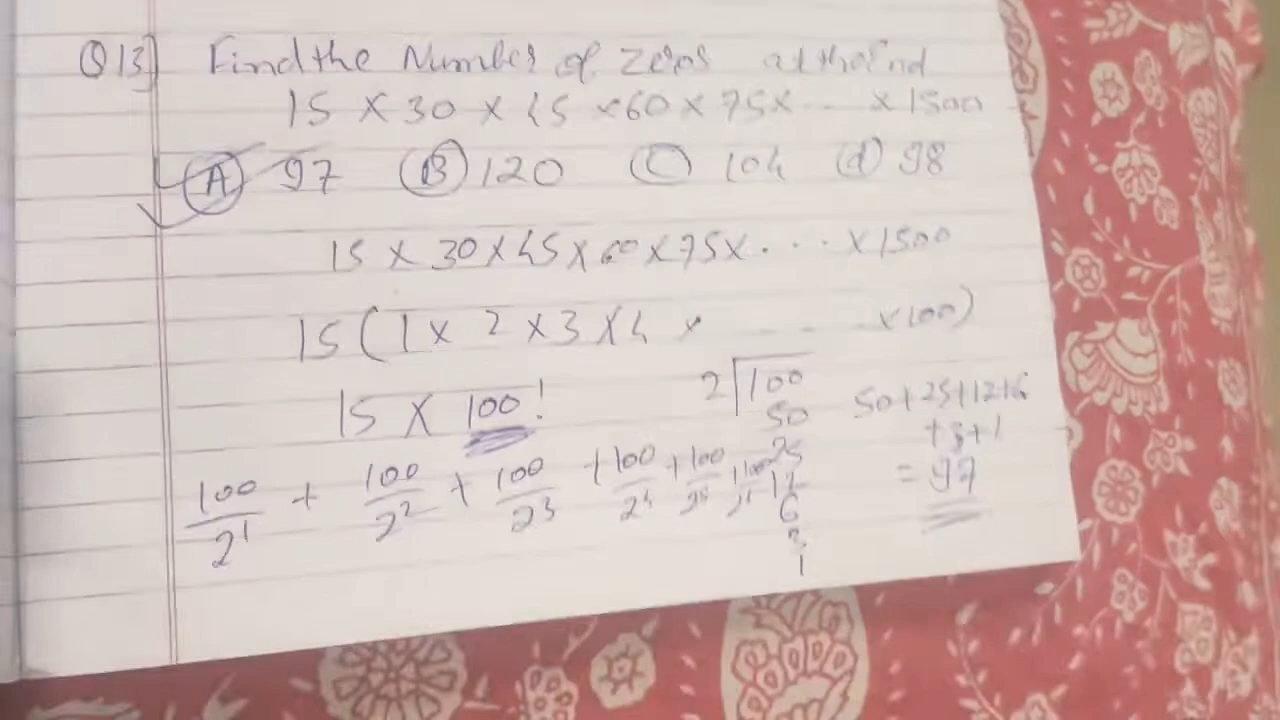 Q13] Find the Number of Zeros at the End
15 × 30 × 45 × 60 × 75 × ... × 1500
(A) 97 (B) 120 (C) 104 (d) 98
15 × 30 × 45 × 60 × 75 × .... × 1500
15 ( 1 × 2 × 3 × 4 × .... × 100 )
15 × 100!
100/2¹ + 100/2² + 100/2³ + 100/2⁴ + 100/2⁵ + 100/2⁶
2 100
50
25
12
6
3
1
50+25+12+6
+3+1
= 97